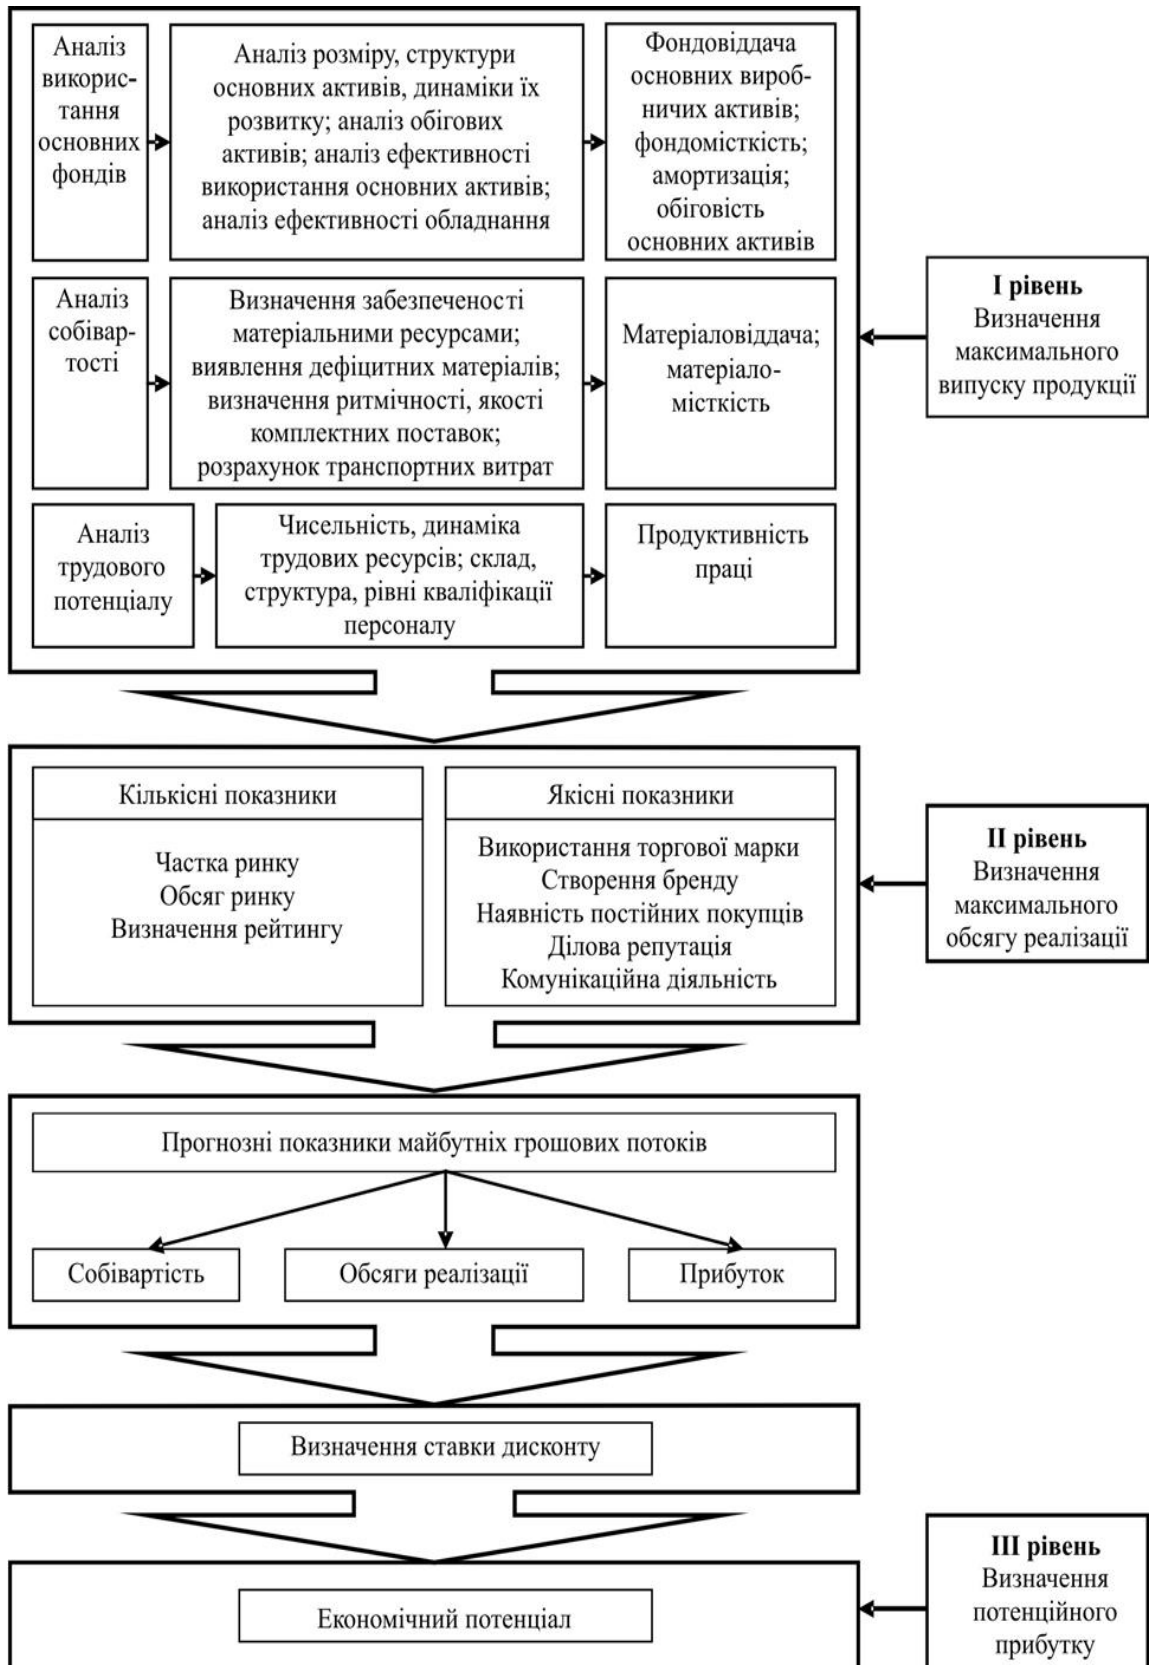 Аналіз
викорис-
тання
основних
фондів
Аналіз розміру, структури
основних активів, динаміки їх
розвитку; аналіз обігових
активів; аналіз ефективності
використання основних активів;
аналіз ефективності обладнання
Фондовіддача
основних вироб-
ничих активів;
фондомісткість;
амортизація;
обіговість
основних активів
Аналіз
собівар-
тості
Визначення забезпеченості
матеріальними ресурсами;
виявлення дефіцитних матеріалів;
визначення ритмічності, якості
комплектних поставок;
розрахунок транспортних витрат
Матеріаловіддача;
матеріало-
місткість
І рівень
Визначення
максимального
випуску продукції
Аналіз
трудового
потенціалу
Чисельність, динаміка
трудових ресурсів; склад,
структура, рівні кваліфікації
персоналу
Продуктивність
праці
Кількісні показники
Частка ринку
Обсяг ринку
Визначення рейтингу
Якісні показники
Використання торгової марки
Створення бренду
Наявність постійних покупців
Ділова репутація
Комунікаційна діяльність
ІІ рівень
Визначення
максимального
обсягу реалізації
Прогнозні показники майбутніх грошових потоків
Собівартість
Обсяги реалізації
Прибуток
Визначення ставки дисконту
Економічний потенціал
ІІІ рівень
Визначення
потенційного
прибутку